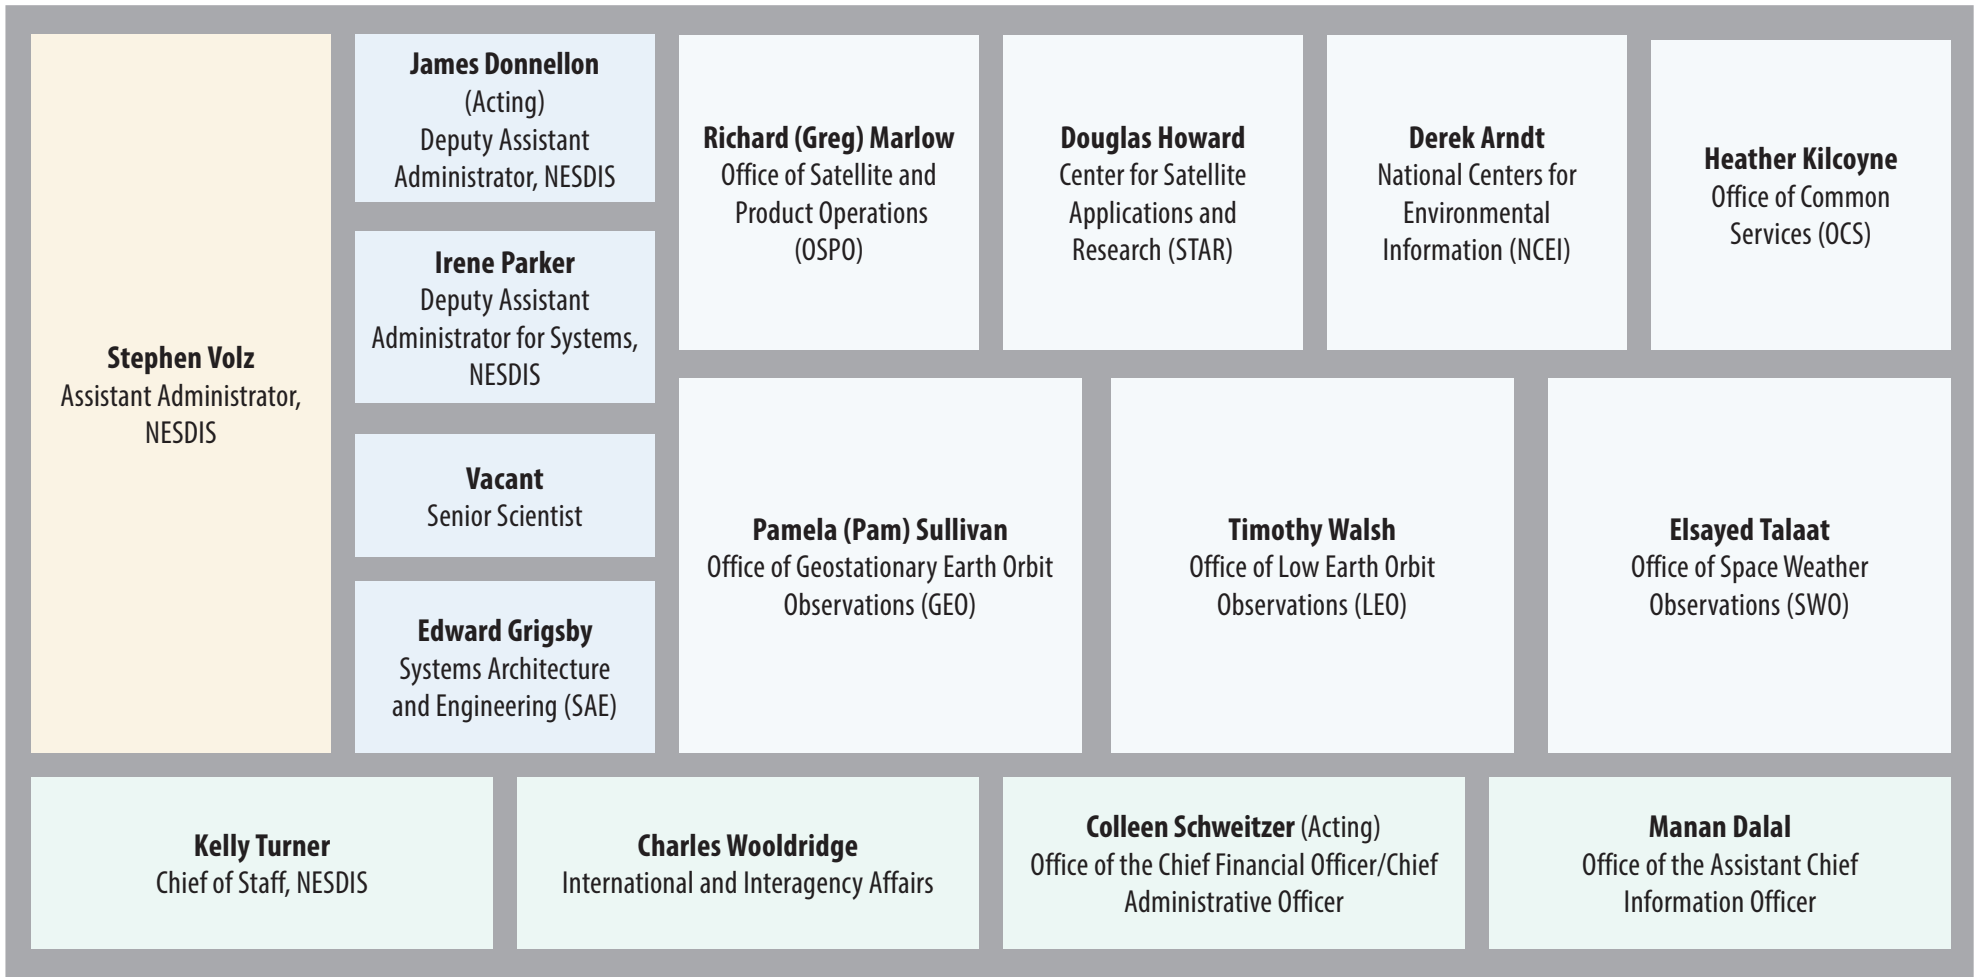 Stephen Volz
Assistant Administrator,
NESDIS
James Donnellon
(Acting)
Deputy Assistant
Administrator, NESDIS
Irene Parker
Deputy Assistant
Administrator for Systems,
NESDIS
Vacant
Senior Scientist
Edward Grigsby
Systems Architecture
and Engineering (SAE)
Richard (Greg) Marlow
Office of Satellite and
Product Operations
(OSPO)
Douglas Howard
Center for Satellite
Applications and
Research (STAR)
Derek Arndt
National Centers for
Environmental
Information (NCEI)
Heather Kilcoyne
Office of Common
Services (OCS)
Pamela (Pam) Sullivan
Office of Geostationary Earth Orbit
Observations (GEO)
Timothy Walsh
Office of Low Earth Orbit
Observations (LEO)
Elsayed Talaat
Office of Space Weather
Observations (SWO)
Kelly Turner
Chief of Staff, NESDIS
Charles Wooldridge
International and Interagency Affairs
Colleen Schweitzer (Acting)
Office of the Chief Financial Officer/Chief
Administrative Officer
Manan Dalal
Office of the Assistant Chief
Information Officer